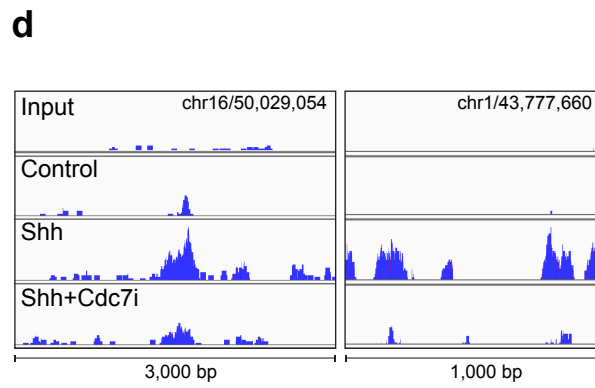 d
Input
chr16/50,029,054
chr1/43,777,660
Control
Shh
Shh+Cdc7i
3,000 bp
1,000 bp